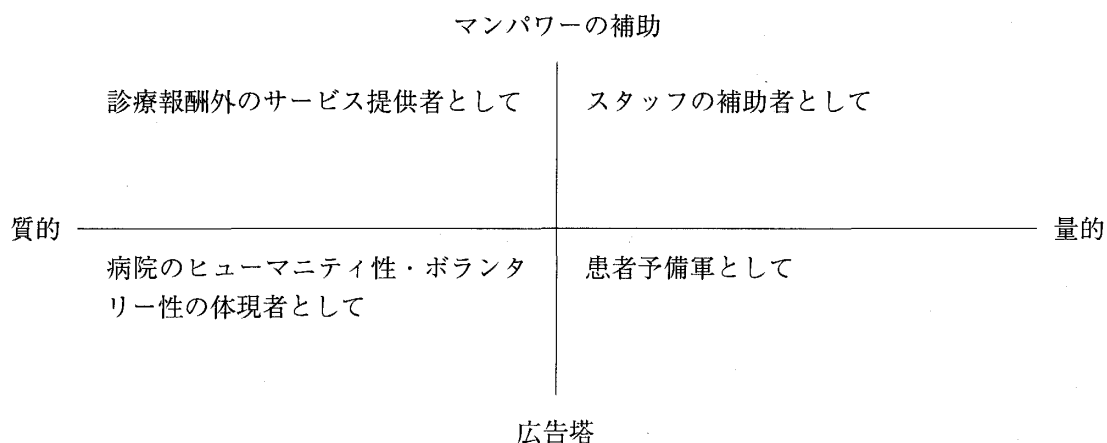 マンパワーの補助
診療報酬外のサービス提供者として
スタッフの補助者として
質的
量的
病院のヒューマニティ性・ボランタ
リー性の体現者として
患者予備軍として
広告塔